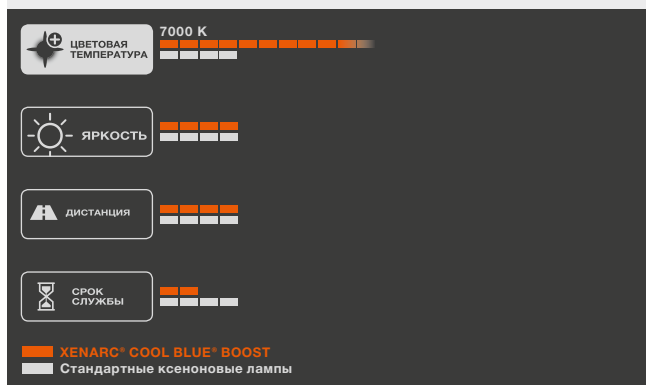 7000 K
ЦВЕТОВАЯ
ТЕМПЕРАТУРА
ЯРКОСТЬ
ДИСТАНЦИЯ
СРОК
СЛУЖБЫ
XENARC® COOL BLUE® BOOST
Стандартные ксеноновые лампы